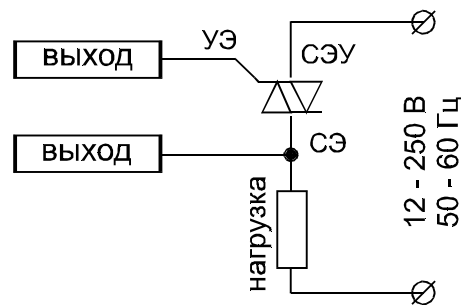 УЭ
ВЫХОД
СЭУ
ВЫХОД
СЭ
нагрузка
12 - 250 В
50 - 60 Гц